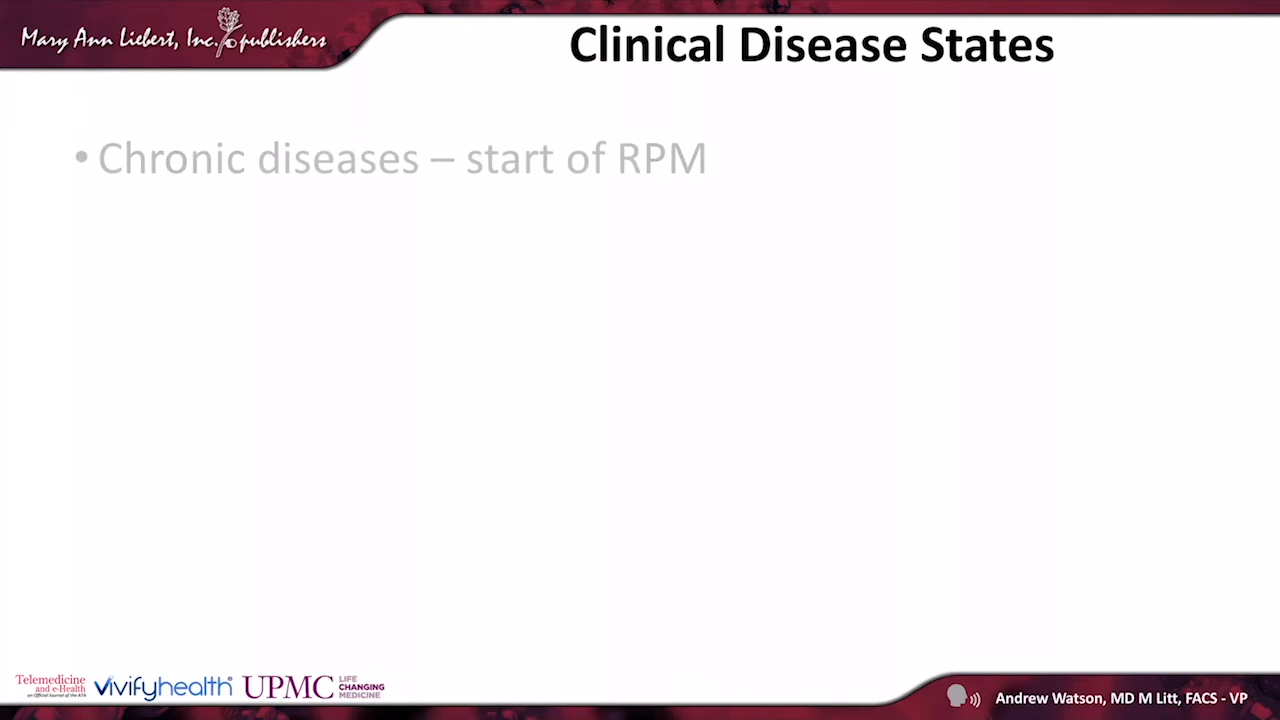 Mary Ann Liebert, Inc. publishers
Clinical Disease States
• Chronic diseases – start of RPM
Telemedicine
and e-Health
an Official Journal of the ATA
vivifyhealth
UPMC
LIFE
CHANGING
MEDICINE
Andrew Watson, MD M Litt, FACS - VP